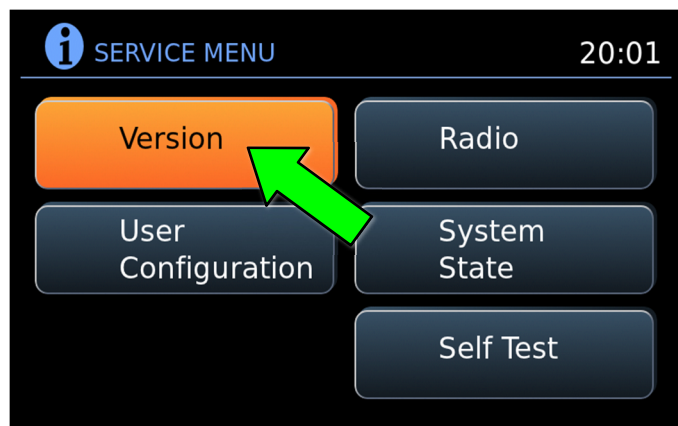 SERVICE MENU
20:01
Version
Radio
User
Configuration
System
State
Self Test